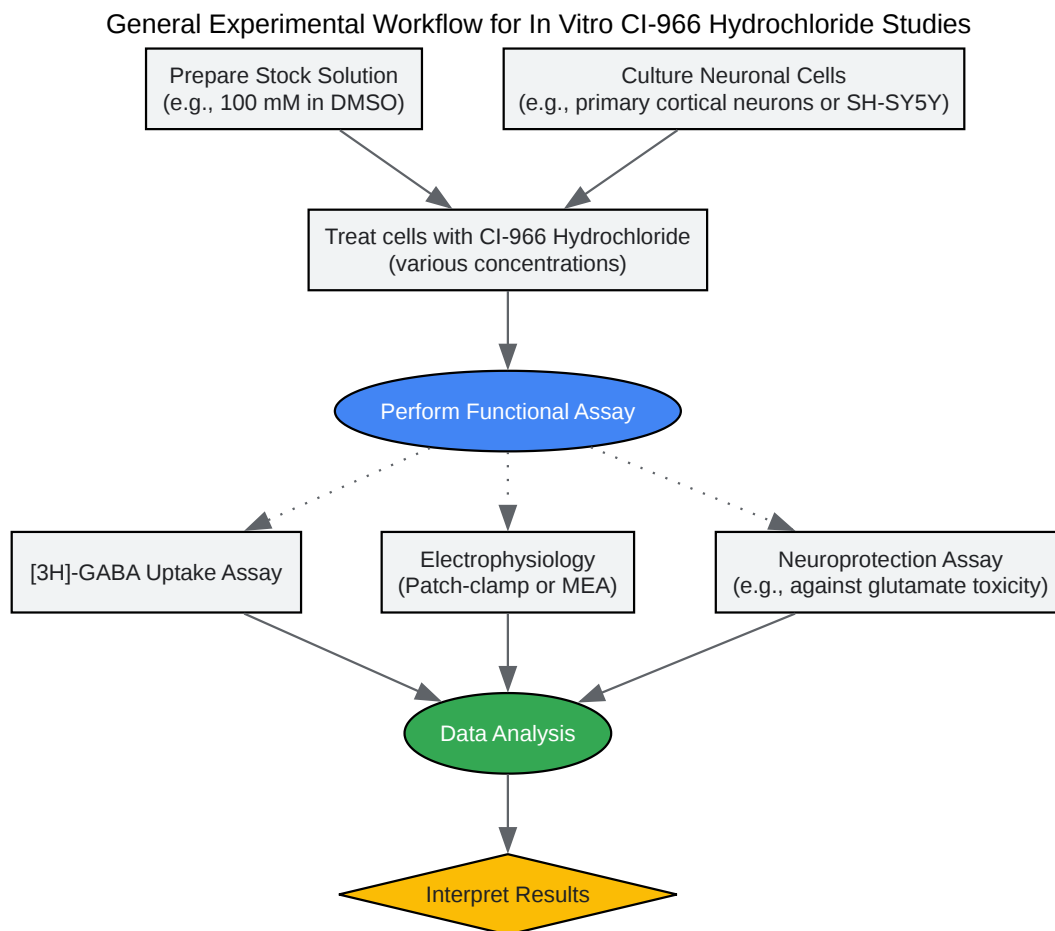 General Experimental Workflow for In Vitro CI-966 Hydrochloride Studies
Prepare Stock Solution
(e.g., 100 mM in DMSO)
Culture Neuronal Cells
(e.g., primary cortical neurons or SH-SY5Y)
Treat cells with CI-966 Hydrochloride
(various concentrations)
Perform Functional Assay
[3H]-GABA Uptake Assay
Electrophysiology
(Patch-clamp or MEA)
Neuroprotection Assay
(e.g., against glutamate toxicity)
Data Analysis
Interpret Results